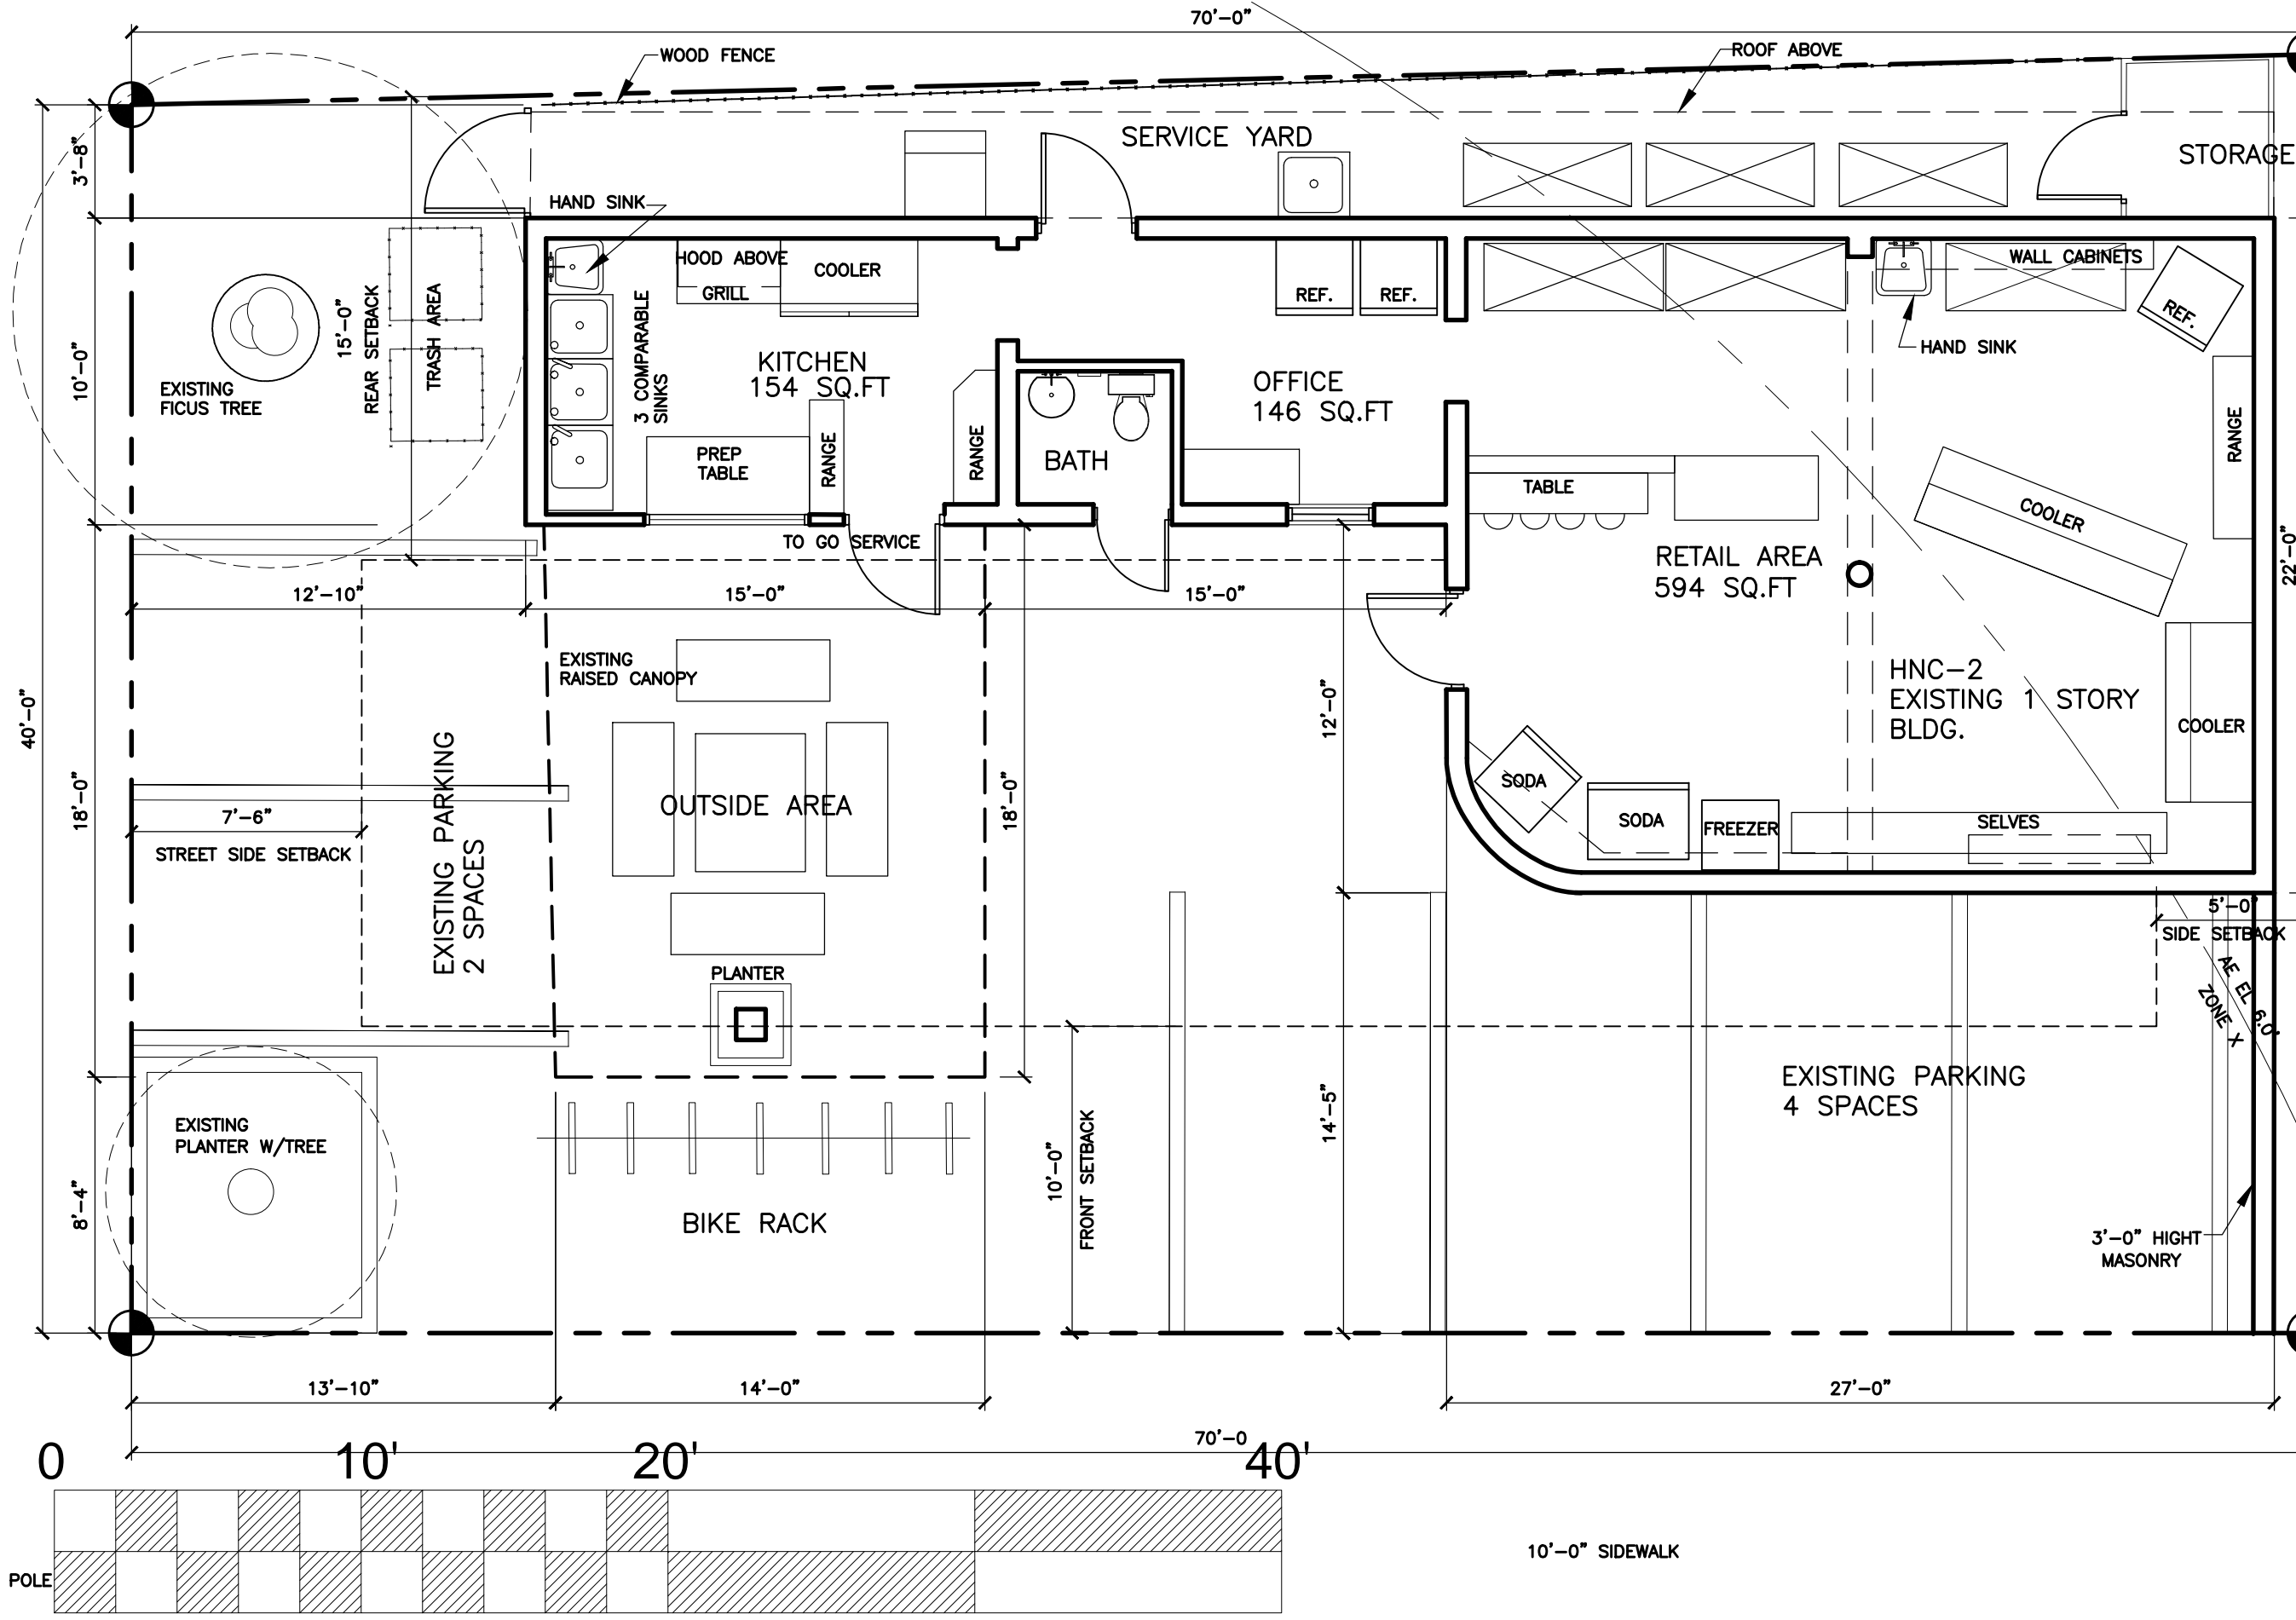 70'-0"
WOOD FENCE
ROOF ABOVE
SERVICE YARD
STORAGE
3'-8"
HAND SINK
HOOD ABOVE
GRILL
COOLER
REF.
REF.
WALL CABINETS
REF.
HAND SINK
10'-0"
15'-0"
REAR SETBACK
TRASH AREA
EXISTING
FICUS TREE
3 COMPARABLE
SINKS
KITCHEN
154 SQ.FT
PREP
TABLE
RANGE
RANGE
BATH
OFFICE
146 SQ.FT
TABLE
RANGE
COOLER
RETAIL AREA
594 SQ.FT
22'-0"
TO GO SERVICE
12'-10"
15'-0"
15'-0"
40'-0"
18'-0"
EXISTING
RAISED CANOPY
12'-0"
HNC-2
EXISTING 1 STORY
BLDG.
COOLER
7'-6"
STREET SIDE SETBACK
EXISTING PARKING
2 SPACES
OUTSIDE AREA
18'-0"
SODA
SODA
FREEZER
SELVES
PLANTER
5'-0'
SIDE SETBACK
AE EL 6.0'
ZONE X
EXISTING PARKING
4 SPACES
EXISTING
PLANTER W/TREE
8'-4"
BIKE RACK
10'-0"
FRONT SETBACK
14'-5"
3'-0" HIGHT
MASONRY
13'-10"
14'-0"
27'-0"
70'-0
0
10'
20'
40'
POLE
10'-0" SIDEWALK